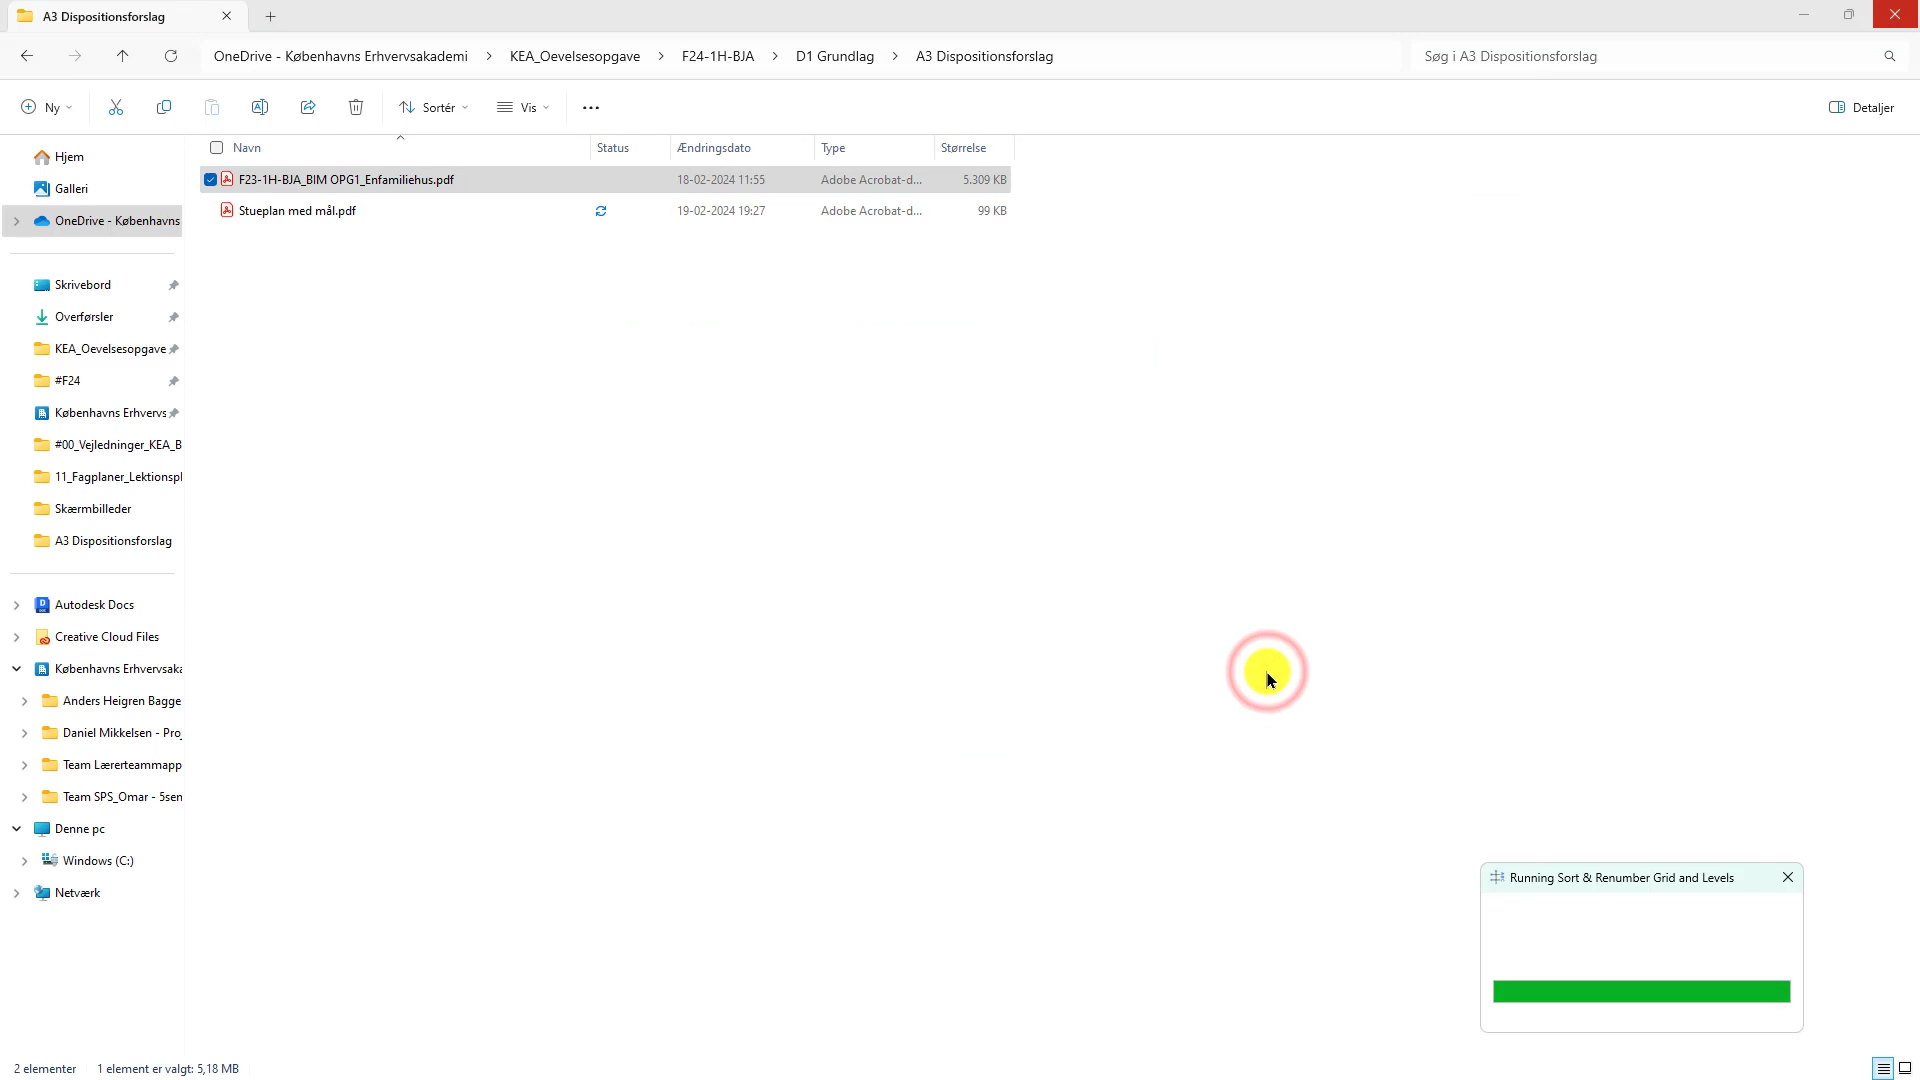 A3 Dispositionsforslag
OneDrive - Københavns Erhvervsakademi > KEA_Oevelsesopgave > F24-1H-BJA > D1 Grundlag > A3 Dispositionsforslag
Søg i A3 Dispositionsforslag
Ny
Sortér
Vis
Detaljer
Navn Status Ændringsdato Type Størrelse
F23-1H-BJA_BIM OPG1_Enfamiliehus.pdf 18-02-2024 11:55 Adobe Acrobat-d... 5.309 KB
Stueplan med mål.pdf 19-02-2024 19:27 Adobe Acrobat-d... 99 KB
Hjem
Galleri
OneDrive - Københavns
Skrivebord
Overførsler
KEA_Oevelsesopgave
#F24
Københavns Erhvervs
#00_Vejledninger_KEA_B
11_Fagplaner_Lektionspl
Skærmbilleder
A3 Dispositionsforslag
Autodesk Docs
Creative Cloud Files
Københavns Erhvervsaka
Anders Heigren Bagge
Daniel Mikkelsen - Proj
Team Lærerteammapp
Team SPS_Omar - 5sen
Denne pc
Windows (C:)
Netværk
Running Sort & Renumber Grid and Levels
2 elementer 1 element er valgt: 5,18 MB